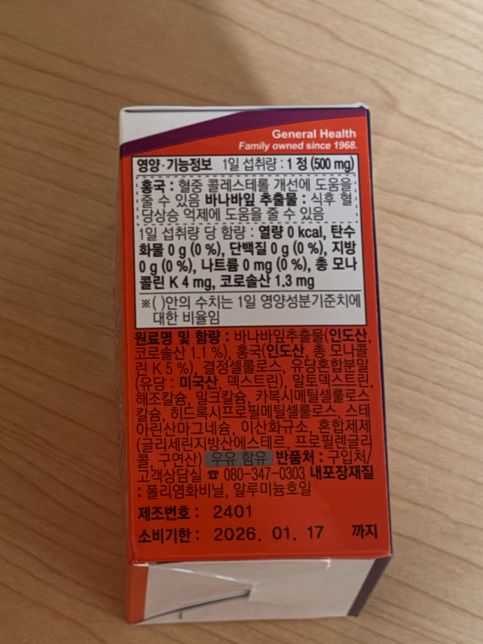 General Health
Family owned since 1968.
영양·기능정보 1일 섭취량 : 1 정 (500 mg)
홍국 : 혈중 콜레스테롤 개선에 도움을
줄 수 있음 바나바잎 추출물 : 식후 혈
당상승 억제에 도움을 줄 수 있음
1일 섭취량 당 함량 : 열량 0 kcal, 탄수
화물 0 g (0 %), 단백질 0 g (0 %), 지방
0 g (0 %), 나트륨 0 mg (0 %), 총 모나
콜린 K 4 mg, 코로솔산 1.3 mg
※( )안의 수치는 1일 영양성분기준치에
대한 비율임
원료명 및 함량 : 바나바잎추출물(인도산,
코로솔산 1.1 %), 홍국(인도산, 총 모나콜
린 K 5 %), 결정셀룰로스, 유당혼합분말
(유당 : 미국산, 덱스트린), 말토덱스트린,
해조칼슘, 밀크칼슘, 카복시메틸셀룰로스
칼슘, 히드록시프로필메틸셀룰로스, 스테
아린산마그네슘, 이산화규소, 혼합제제
(글리세린지방산에스테르, 프로필렌글리
콜, 구연산) 우유 함유 반품처 : 구입처/
고객상담실 ☎ 080-347-0303 내포장재질
: 폴리염화비닐, 알루미늄호일
제조번호 : 2401
소비기한 : 2026. 01. 17 까지